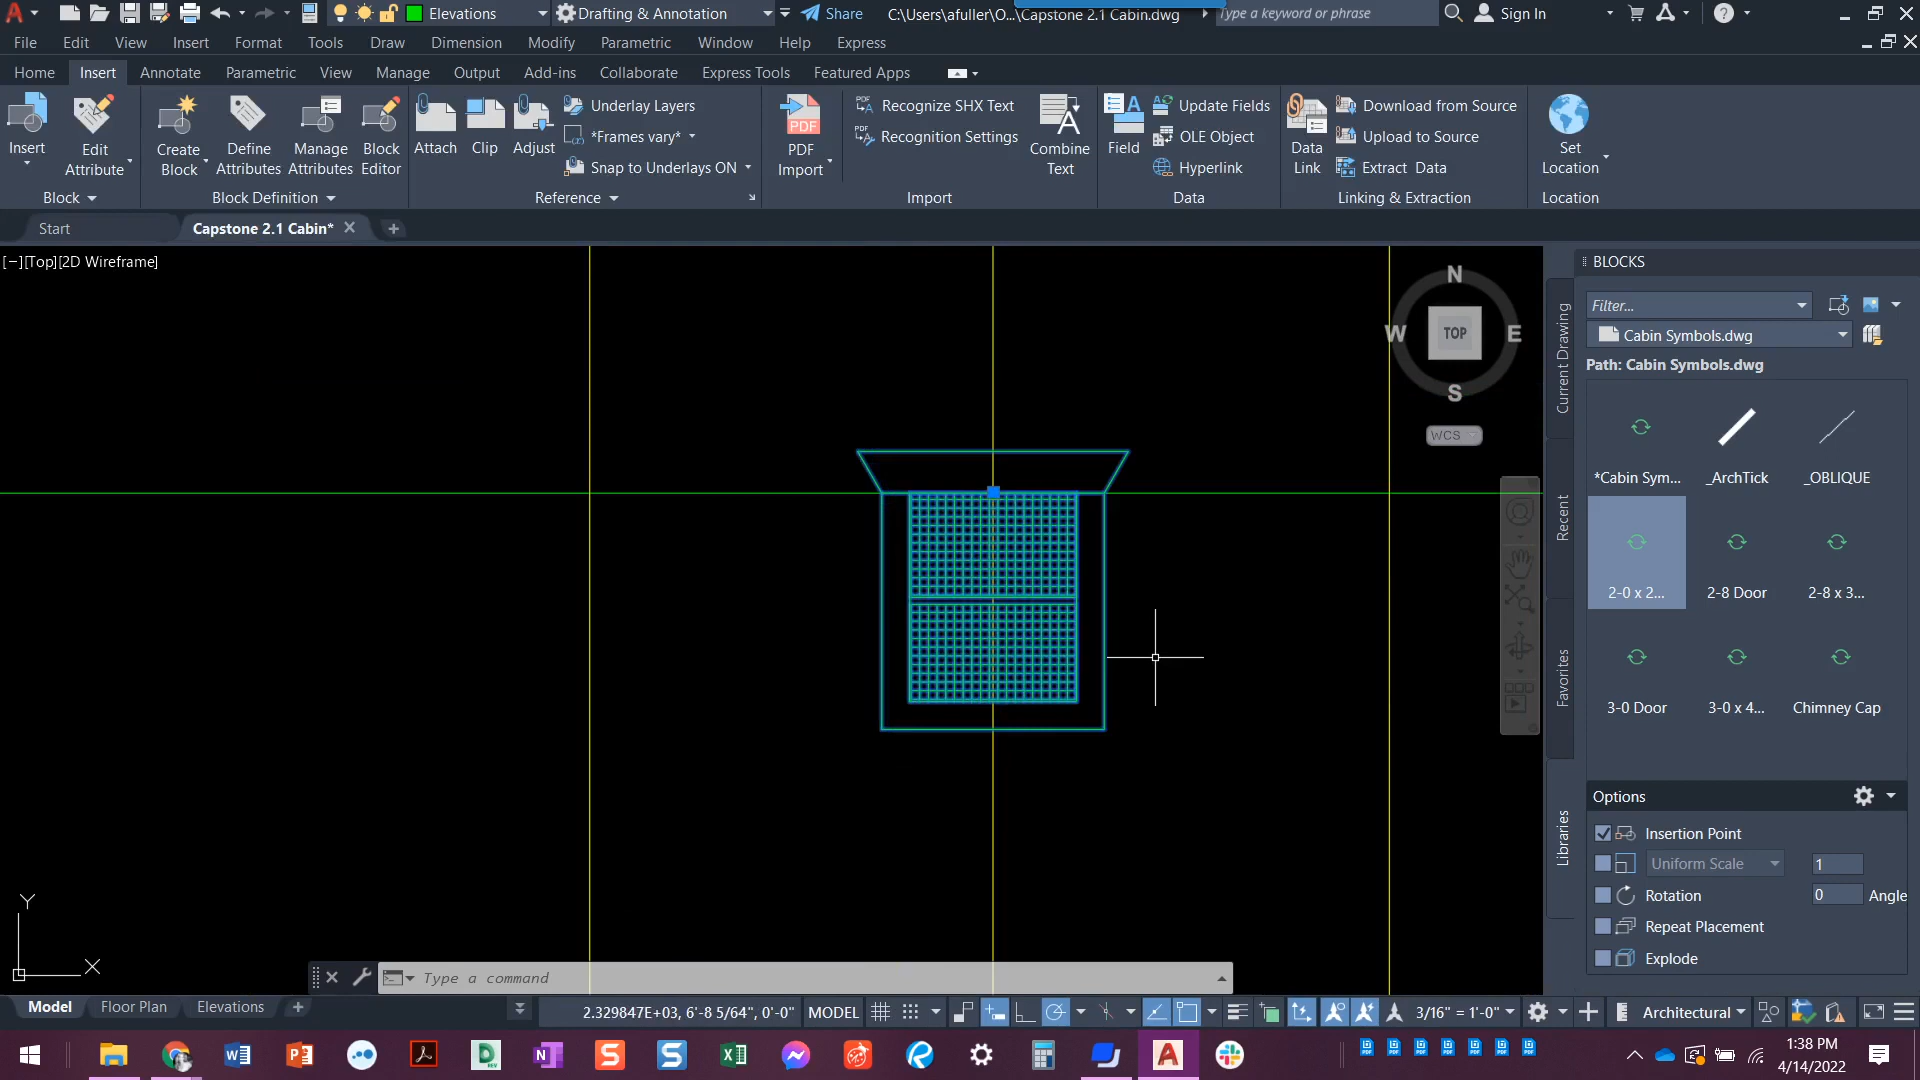 Elevations
Drafting & Annotation
Share
C:\Users\afuller\O...\Capstone 2.1 Cabin.dwg
Type a keyword or phrase
Sign In
File Edit View Insert Format Tools Draw Dimension Modify Parametric Window Help Express
Home Insert Annotate Parametric View Manage Output Add-ins Collaborate Express Tools Featured Apps
Insert
Edit
Attribute
Block
Create
Block
Define
Attributes
Manage
Attributes
Block
Editor
Block Definition
Attach
Clip
Adjust
Underlay Layers
*Frames vary*
Snap to Underlays ON
Reference
PDF
PDF
Import
Recognize SHX Text
Recognition Settings
Combine
Text
Import
Field
Update Fields
OLE Object
Hyperlink
Data
Data
Link
Download from Source
Upload to Source
Extract Data
Linking & Extraction
Set
Location
Location
Start
Capstone 2.1 Cabin*
[−][Top][2D Wireframe]
N
W
TOP
E
S
WCS
Y
X
Current Drawing
Recent
Favorites
Libraries
BLOCKS
Filter...
Cabin Symbols.dwg
Path: Cabin Symbols.dwg
*Cabin Sym... _ArchTick _OBLIQUE
2-0 x 2... 2-8 Door 2-8 x 3...
3-0 Door 3-0 x 4... Chimney Cap
Options
Insertion Point
Uniform Scale 1
Rotation 0 Angle
Repeat Placement
Explode
Type a command
Model Floor Plan Elevations
2.329847E+03, 6'-8 5/64", 0'-0" MODEL
3/16" = 1'-0"
Architectural
1:38 PM
4/14/2022